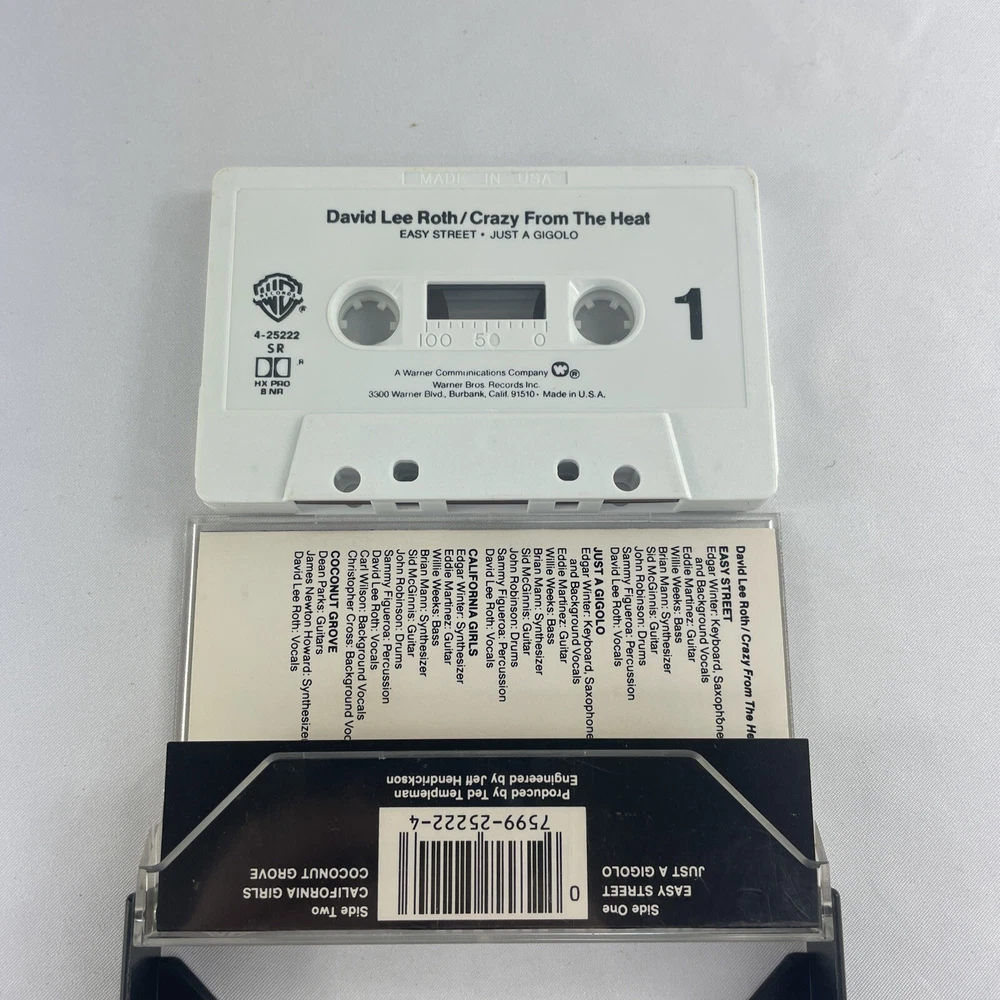 MADE IN USA
David Lee Roth/Crazy From The Heat
EASY STREET • JUST A GIGOLO
RECORDS
®
4-25222
SR
R
HX PRO
B NR
1
100 50 0
A Warner Communications Company ®
Warner Bros. Records Inc.
3300 Warner Blvd., Burbank, Calif. 91510 • Made in U.S.A.
David Lee Roth / Crazy From The He
EASY STREET
Edgar Winter: Keyboard, Saxophone
and Background Vocals
Eddie Martinez: Guitar
Willie Weeks: Bass
Brian Mann: Synthesizer
Sid McGinnis: Guitar
John Robinson: Drums
Sammy Figueroa: Percussion
David Lee Roth: Vocals
JUST A GIGOLO
Edgar Winter: Keyboard, Saxophone
and Background Vocals
Eddie Martinez: Guitar
Willie Weeks: Bass
Brian Mann: Synthesizer
Sid McGinnis: Guitar
John Robinson: Drums
Sammy Figueroa: Percussion
David Lee Roth: Vocals
CALIFORNIA GIRLS
Edgar Winter: Synthesizer
Eddie Martinez: Guitar
Willie Weeks: Bass
Brian Mann: Synthesizer
Sid McGinnis: Guitar
John Robinson: Drums
Sammy Figueroa: Percussion
David Lee Roth: Vocals
Carl Wilson: Background Vocals
Christopher Cross: Background Voc
COCONUT GROVE
Dean Parks: Guitars
James Newton Howard: Synthesize
David Lee Roth: Vocals
Side One
EASY STREET
JUST A GIGOLO
0
7599-25222-4
Side Two
CALIFORNIA GIRLS
COCONUT GROVE
Produced by Ted Templeman
Engineered by Jeff Hendrickson